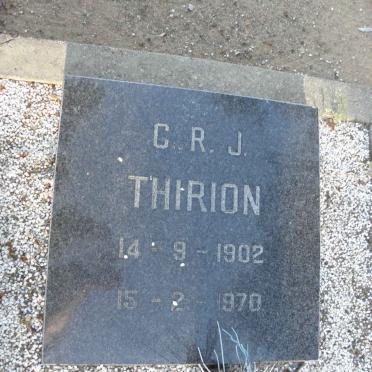 C. R. J.
THIRION
14 - 9 - 1902
15 - 2 - 1970